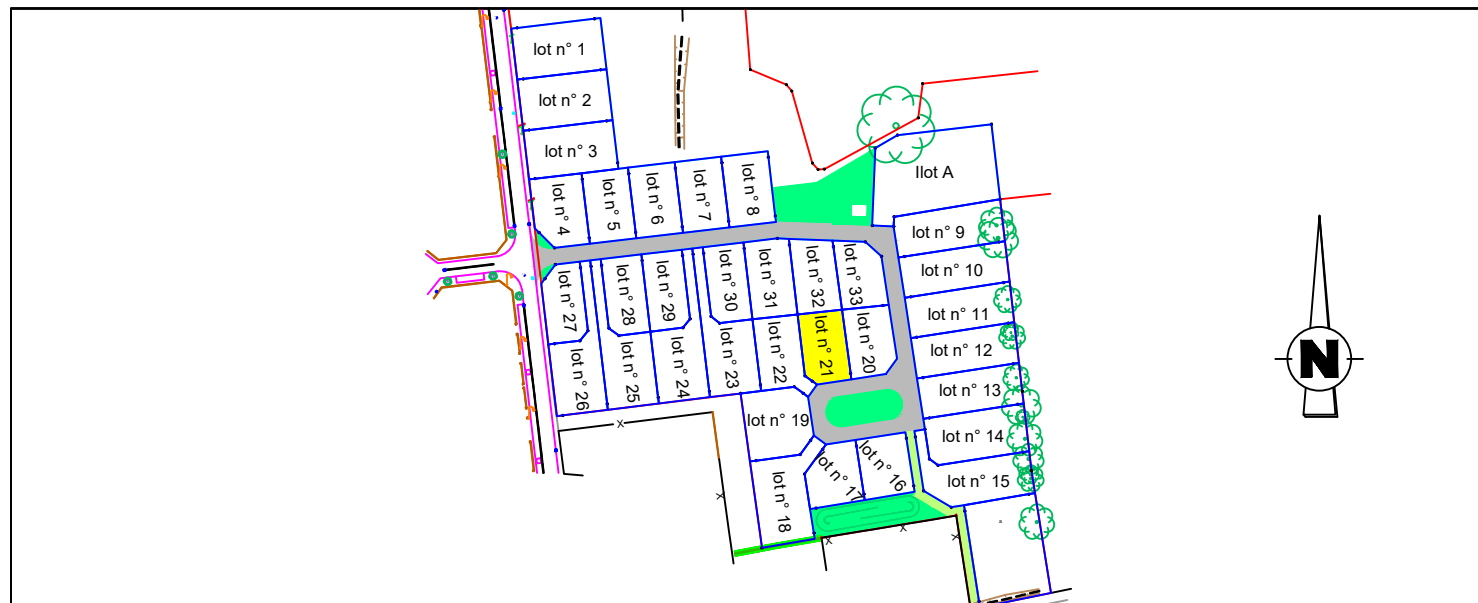 lot n° 1
lot n° 2
lot n° 3
lot n° 4
lot n° 5
lot n° 6
lot n° 7
lot n° 8
Ilot A
lot n° 9
lot n° 10
lot n° 11
lot n° 12
lot n° 13
lot n° 14
lot n° 15
lot n° 27
lot n° 28
lot n° 29
lot n° 30
lot n° 31
lot n° 32
lot n° 33
lot n° 26
lot n° 25
lot n° 24
lot n° 23
lot n° 22
lot n° 21
lot n° 20
lot n° 19
lot n° 18
lot n° 17
lot n° 16
N